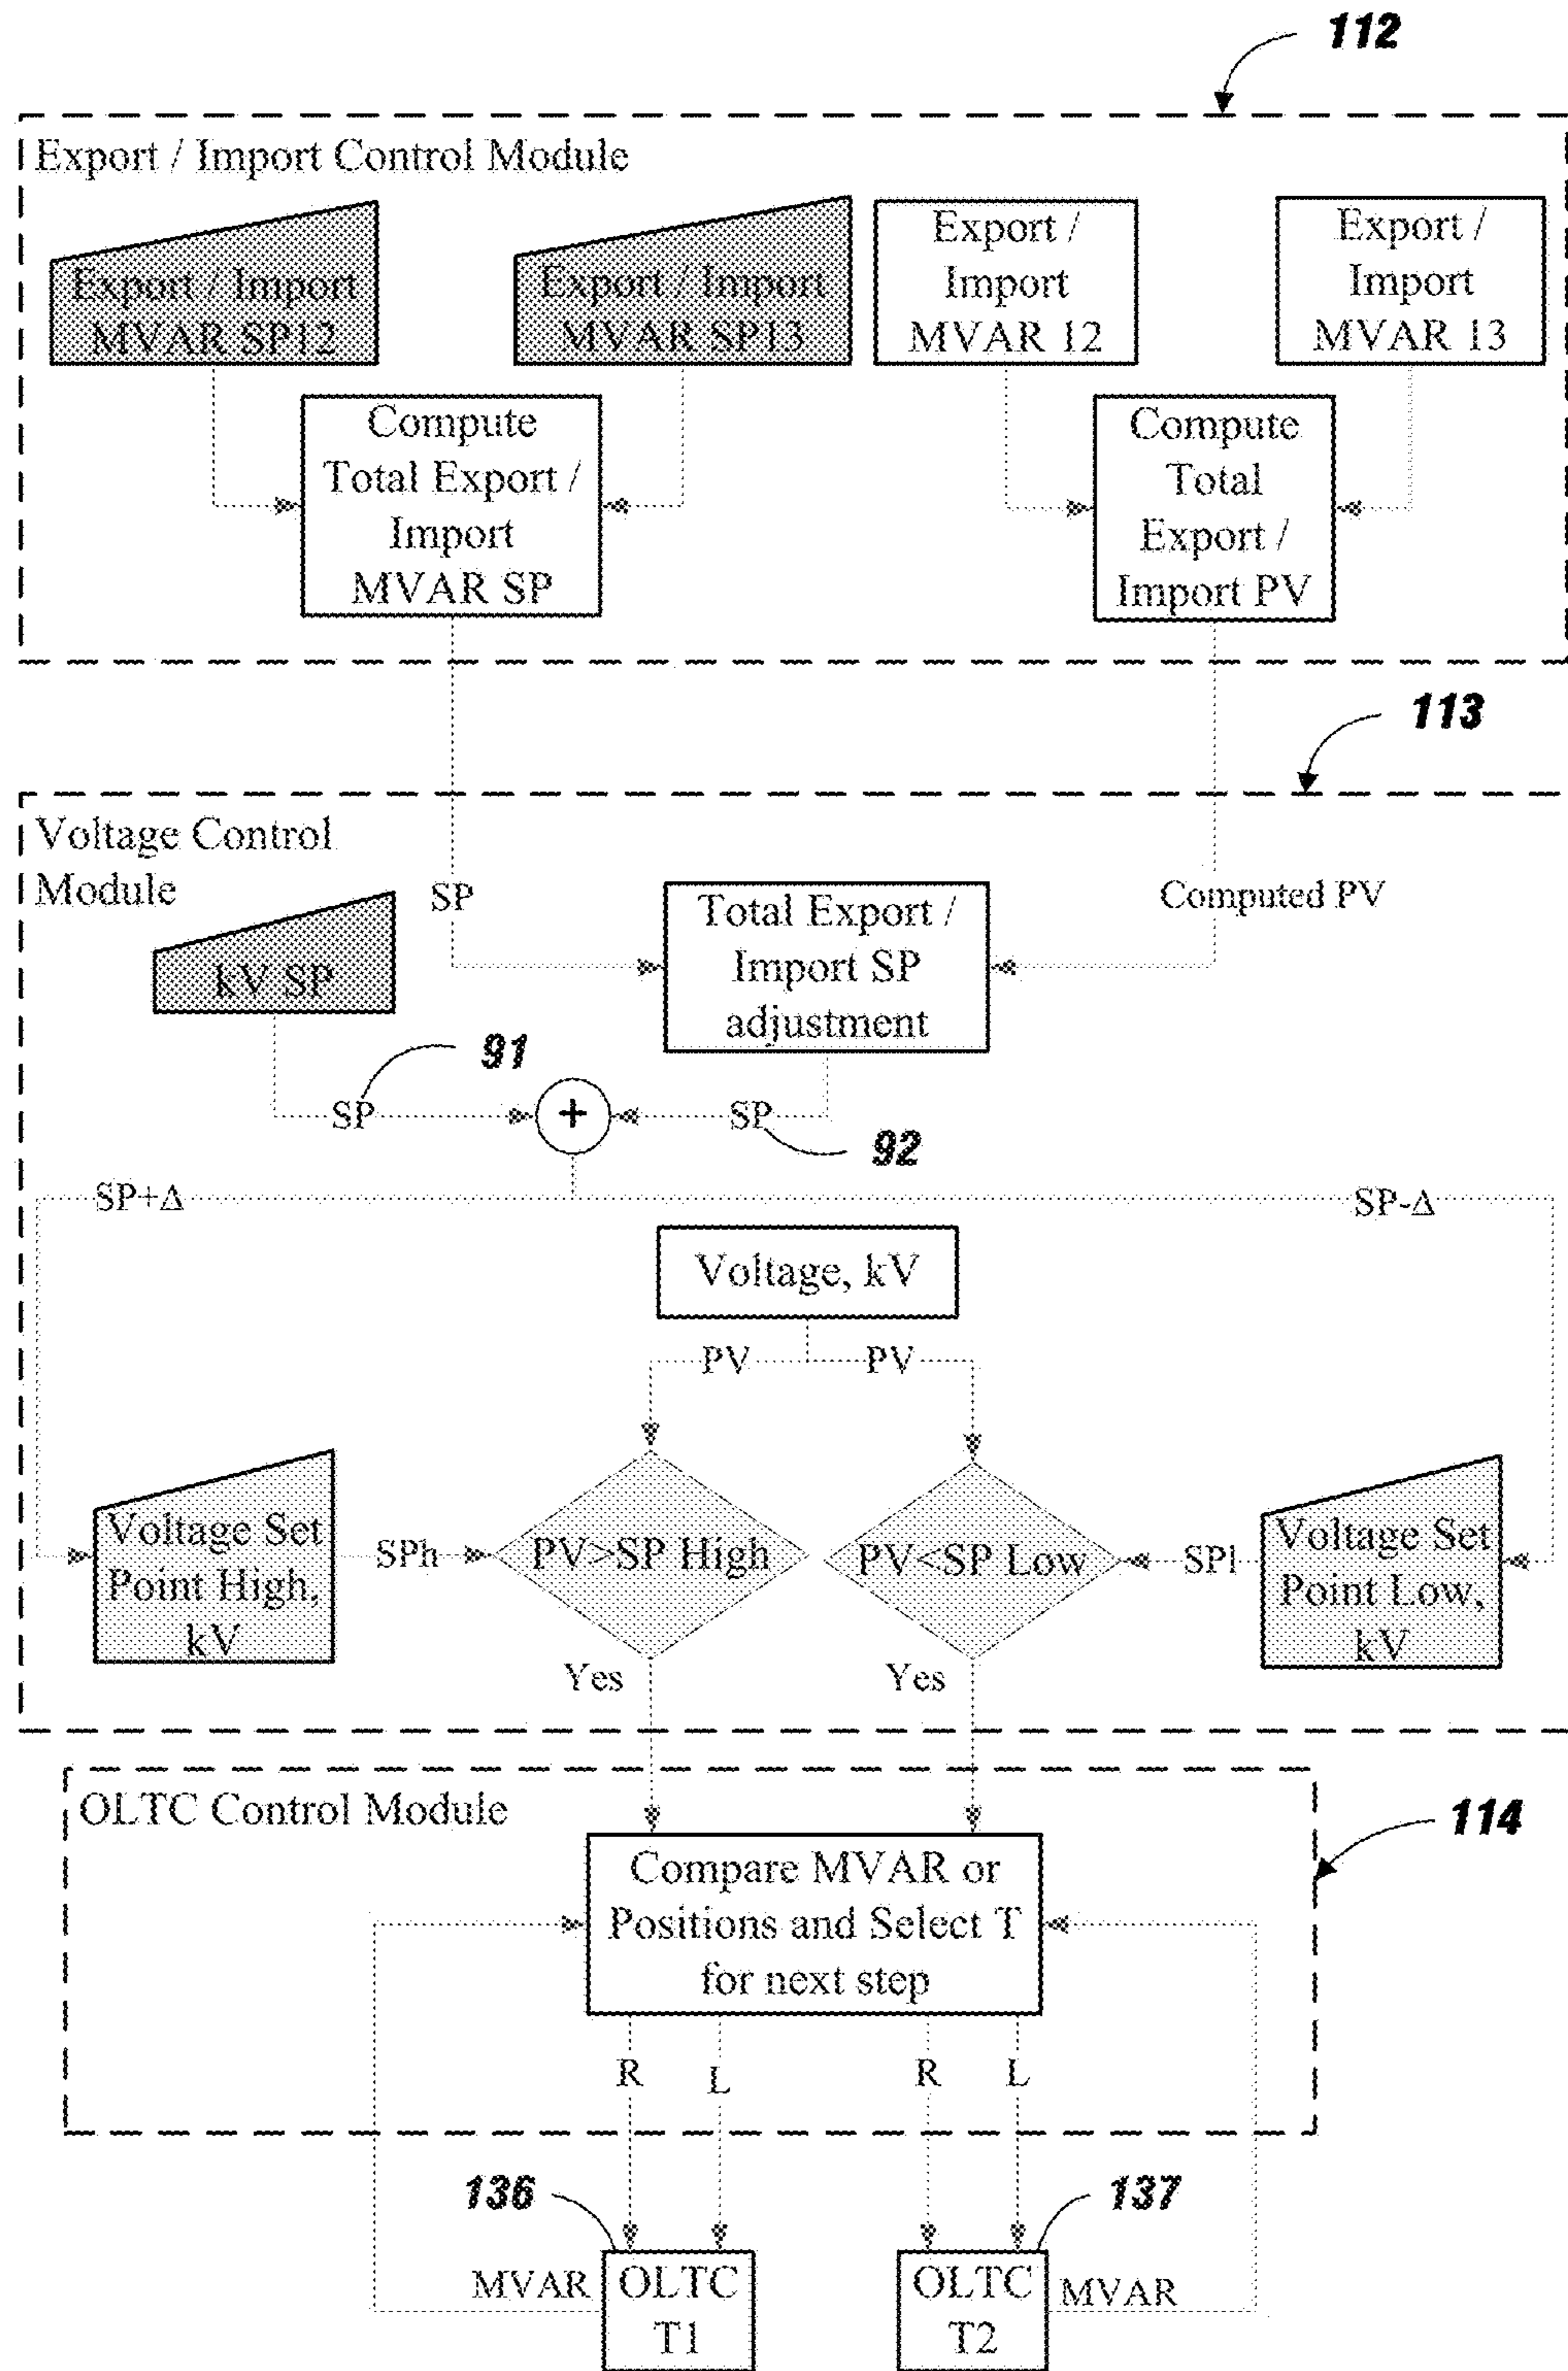 112
Export / Import Control Module
Export / Import
MVAR SP12
Export / Import
MVAR SP13
Export /
Import
MVAR 12
Export /
Import
MVAR 13
Compute
Total Export /
Import
MVAR SP
Compute
Total
Export /
Import PV
113
Voltage Control
Module
SP
Computed PV
kV SP
Total Export /
Import SP
adjustment
91
SP
+
SP
92
SP+Δ
SP-Δ
Voltage, kV
PV
PV
Voltage Set
Point High,
kV
SPh
PV>SP High
PV<SP Low
SPl
Voltage Set
Point Low,
kV
Yes
Yes
OLTC Control Module
114
Compare MVAR or
Positions and Select T
for next step
R
L
R
L
136
137
MVAR
OLTC
T1
OLTC
T2
MVAR